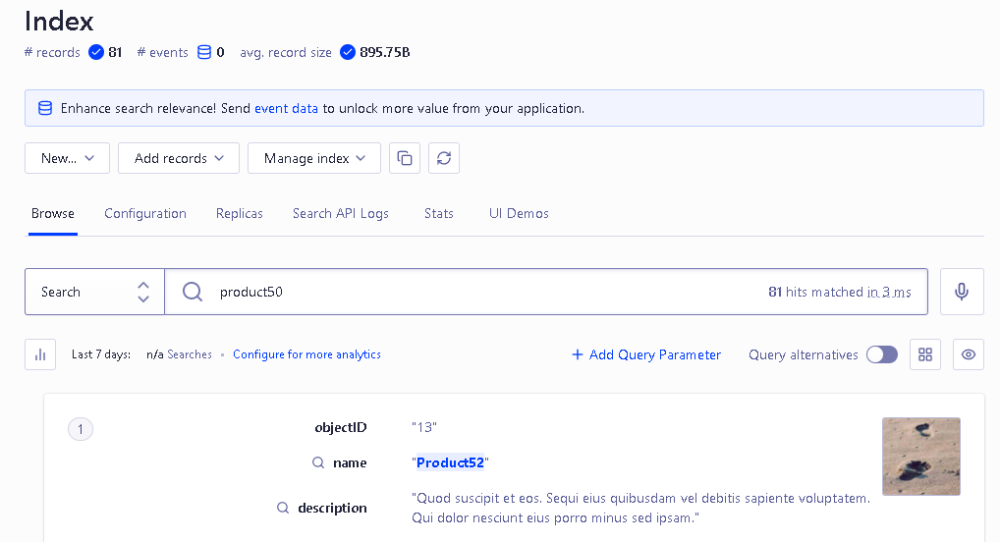 Index
# records 81 # events 0 avg. record size 895.75B
Enhance search relevance! Send event data to unlock more value from your application.
New... Add records Manage index
Browse Configuration Replicas Search API Logs Stats UI Demos
Search product50 81 hits matched in 3 ms
Last 7 days: n/a Searches • Configure for more analytics + Add Query Parameter Query alternatives
1 objectID "13"
name "Product52"
description "Quod suscipit et eos. Sequi eius quibusdam vel debitis sapiente voluptatem.
Qui dolor nesciunt eius porro minus sed ipsam."